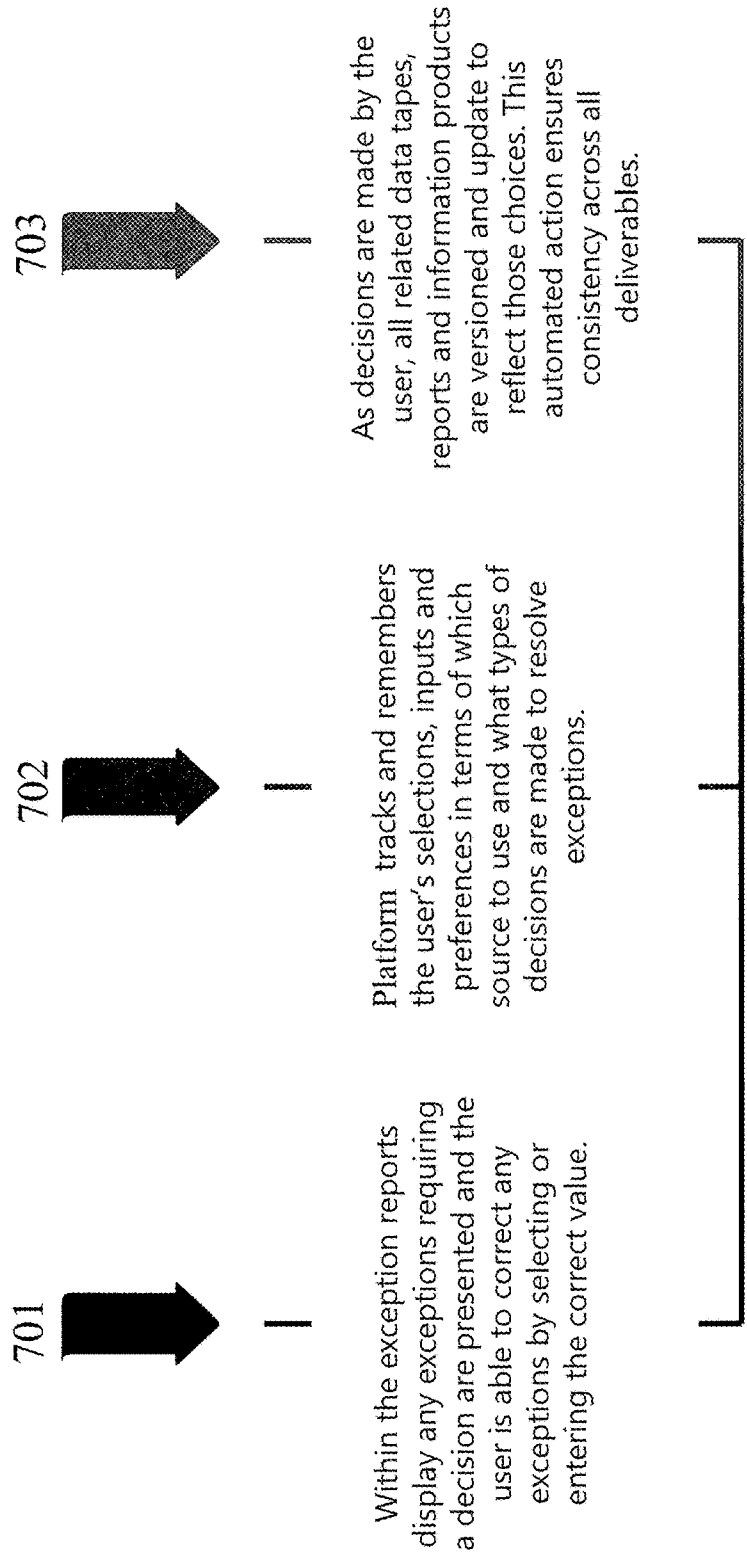 701
Within the exception reports
display any exceptions requiring
a decision are presented and the
user is able to correct any
exceptions by selecting or
entering the correct value.
702
Platform tracks and remembers
the user's selections, inputs and
preferences in terms of which
source to use and what types of
decisions are made to resolve
exceptions.
703
As decisions are made by the
user, all related data tapes,
reports and information products
are versioned and update to
reflect those choices. This
automated action ensures
consistency across all
deliverables.